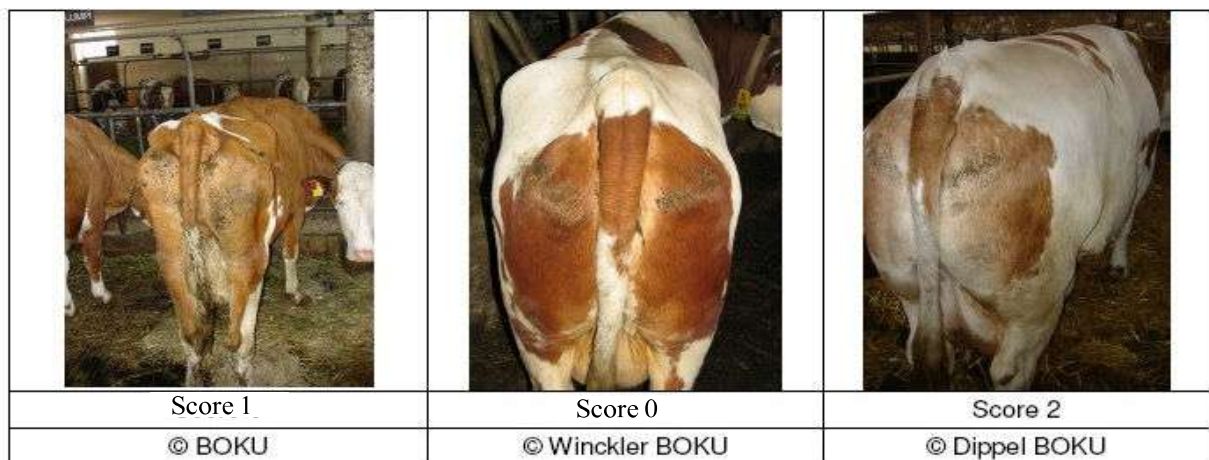 Score 1
Score 0
Score 2
© BOKU
© Winckler BOKU
© Dippel BOKU